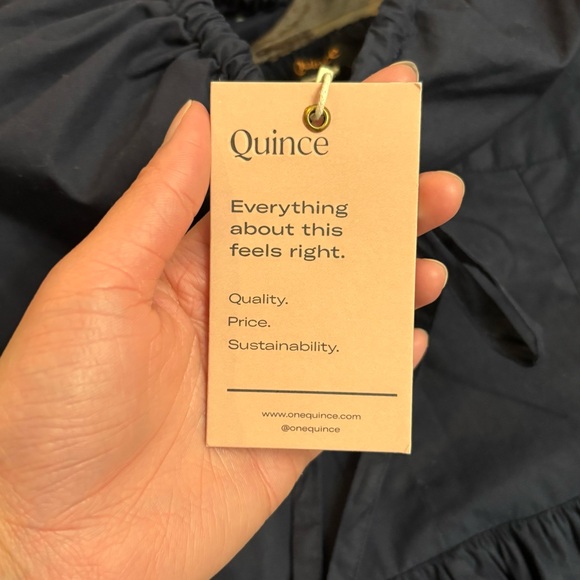 Quince
Everything
about this
feels right.
Quality.
Price.
Sustainability.
www.onequince.com
@onequince